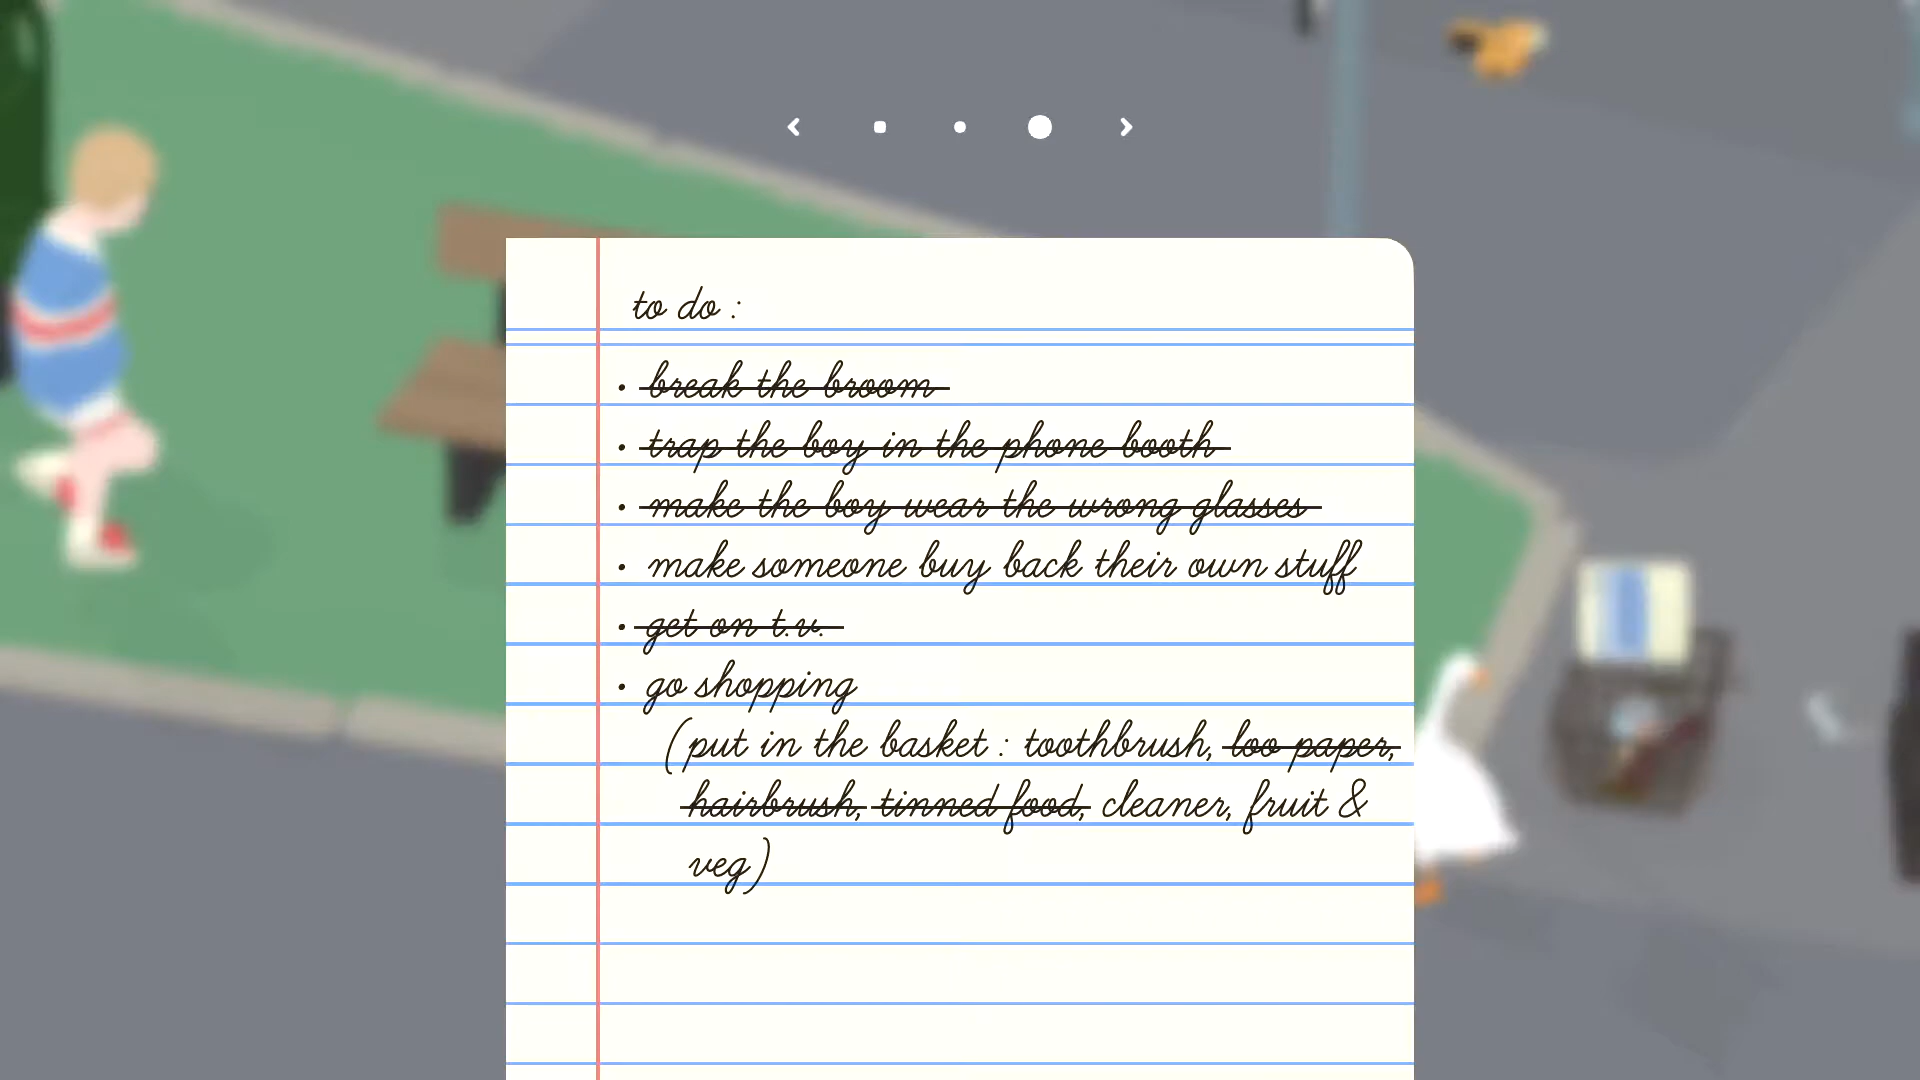 to do :
• break the broom
• trap the boy in the phone booth
• make the boy wear the wrong glasses
• make someone buy back their own stuff
• get on t.v.
• go shopping
(put in the basket : toothbrush, loo paper,
hairbrush, tinned food, cleaner, fruit &
veg)